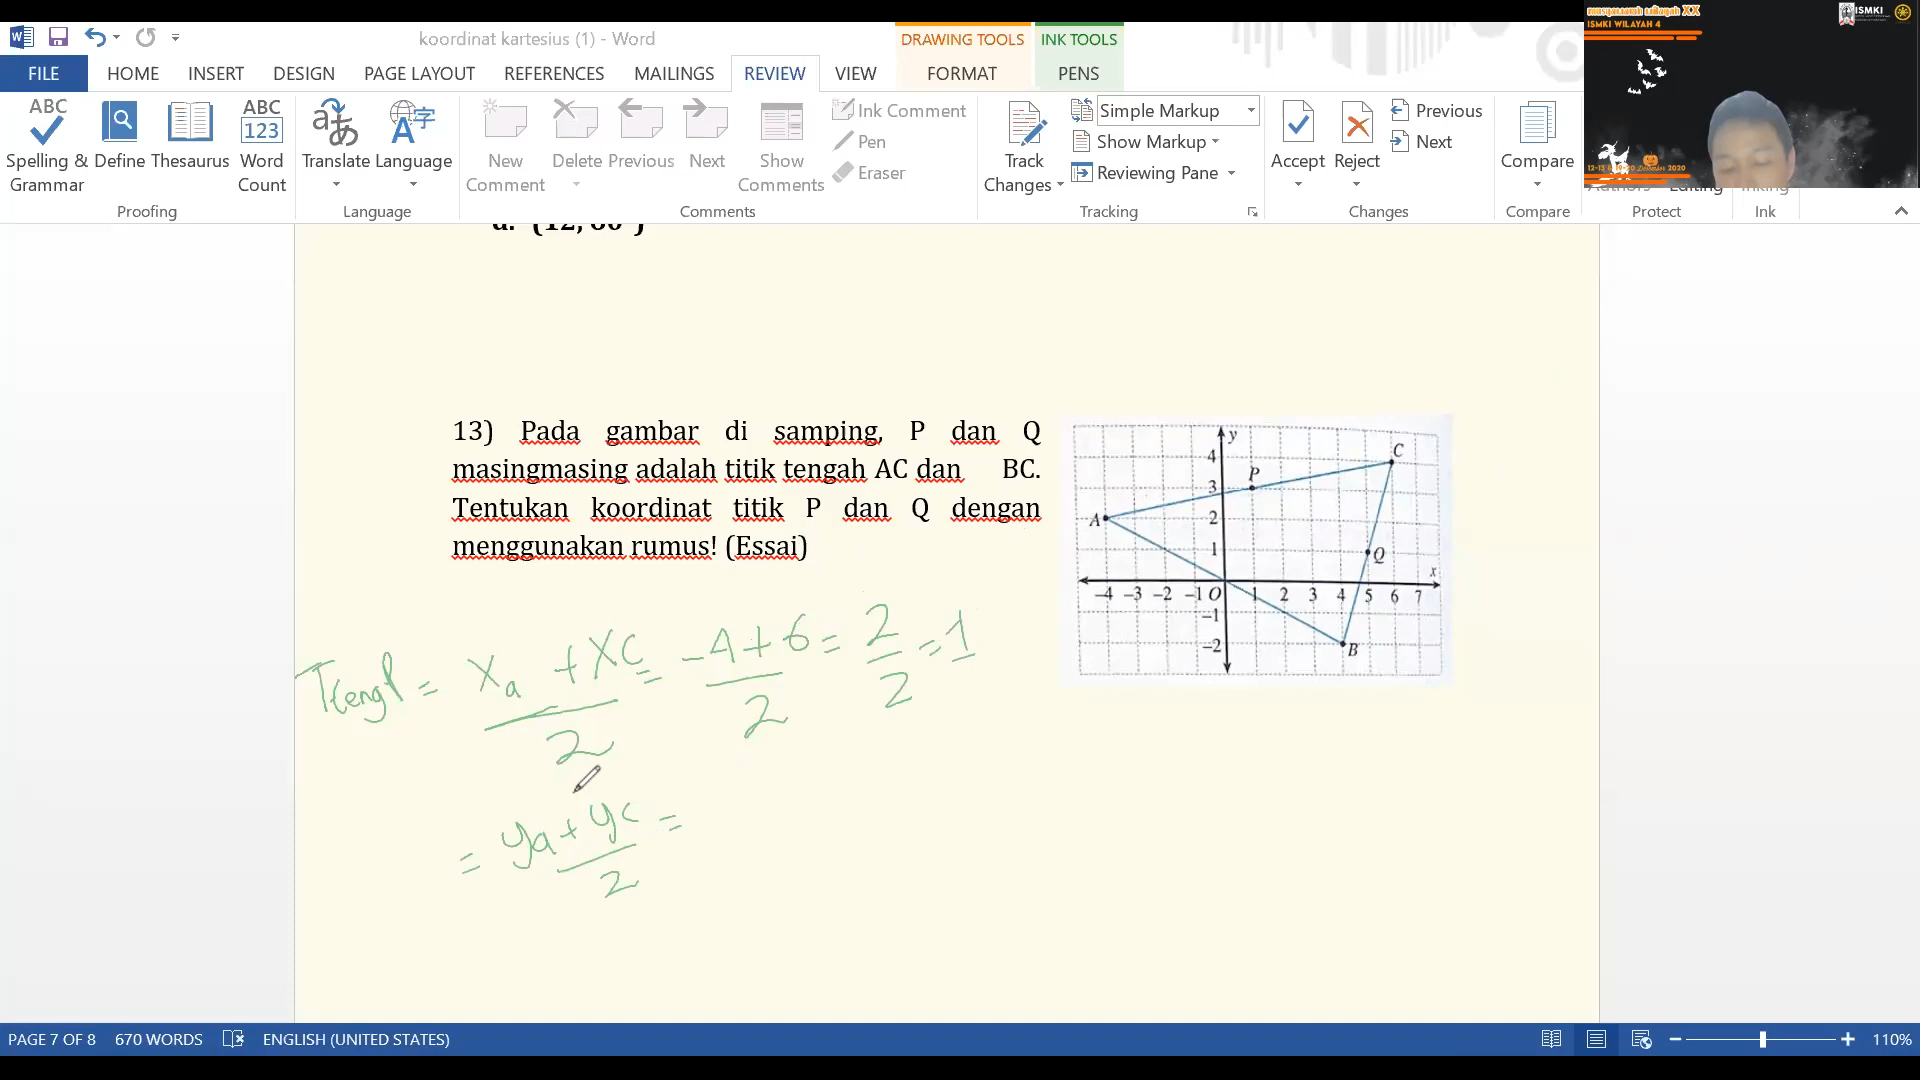 koordinat kartesius (1) - Word
DRAWING TOOLS
INK TOOLS
FILE
HOME
INSERT
DESIGN
PAGE LAYOUT
REFERENCES
MAILINGS
REVIEW
VIEW
FORMAT
PENS
ABC
Spelling & Grammar
Define
Thesaurus
ABC
123
Word Count
Proofing
Translate
Language
Language
New Comment
Delete
Previous
Next
Show Comments
Ink Comment
Pen
Eraser
Comments
Track Changes
Simple Markup
Show Markup
Reviewing Pane
Tracking
Accept
Reject
Previous
Next
Changes
Compare
Compare
Protect
Ink
XX
ISMKI WILAYAH 4
ISMKI
13) Pada gambar di samping, P dan Q
masingmasing adalah titik tengah AC dan BC.
Tentukan koordinat titik P dan Q dengan
menggunakan rumus! (Essai)
y
C
4
P
3
A
2
1
Q
x
-4 -3 -2 -1 O 1 2 3 4 5 6 7
-1
-2
B
= Xa + XC / 2 = -4+6 / 2 = 2 / 2 = 1
= ya + yc / 2 =
PAGE 7 OF 8
670 WORDS
ENGLISH (UNITED STATES)
110%